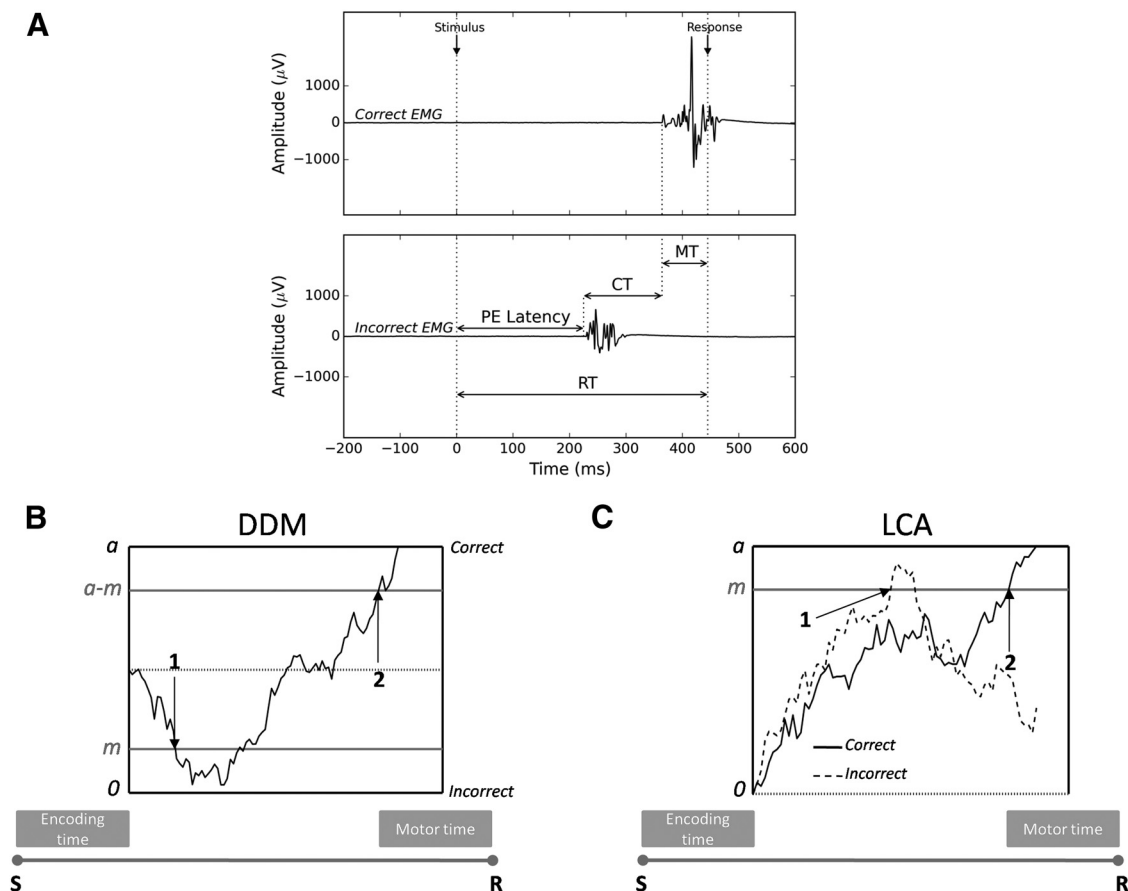 A
Stimulus
Response
Amplitude (μV)
1000
0
−1000
Correct EMG
Amplitude (μV)
1000
0
−1000
Incorrect EMG
MT
CT
PE Latency
RT
−200 −100 0 100 200 300 400 500 600
Time (ms)
B
DDM
a
a-m
m
0
1
2
Correct
Incorrect
Encoding
time
Motor time
S
R
C
LCA
a
m
0
1
2
Correct
Incorrect
Encoding
time
Motor time
S
R